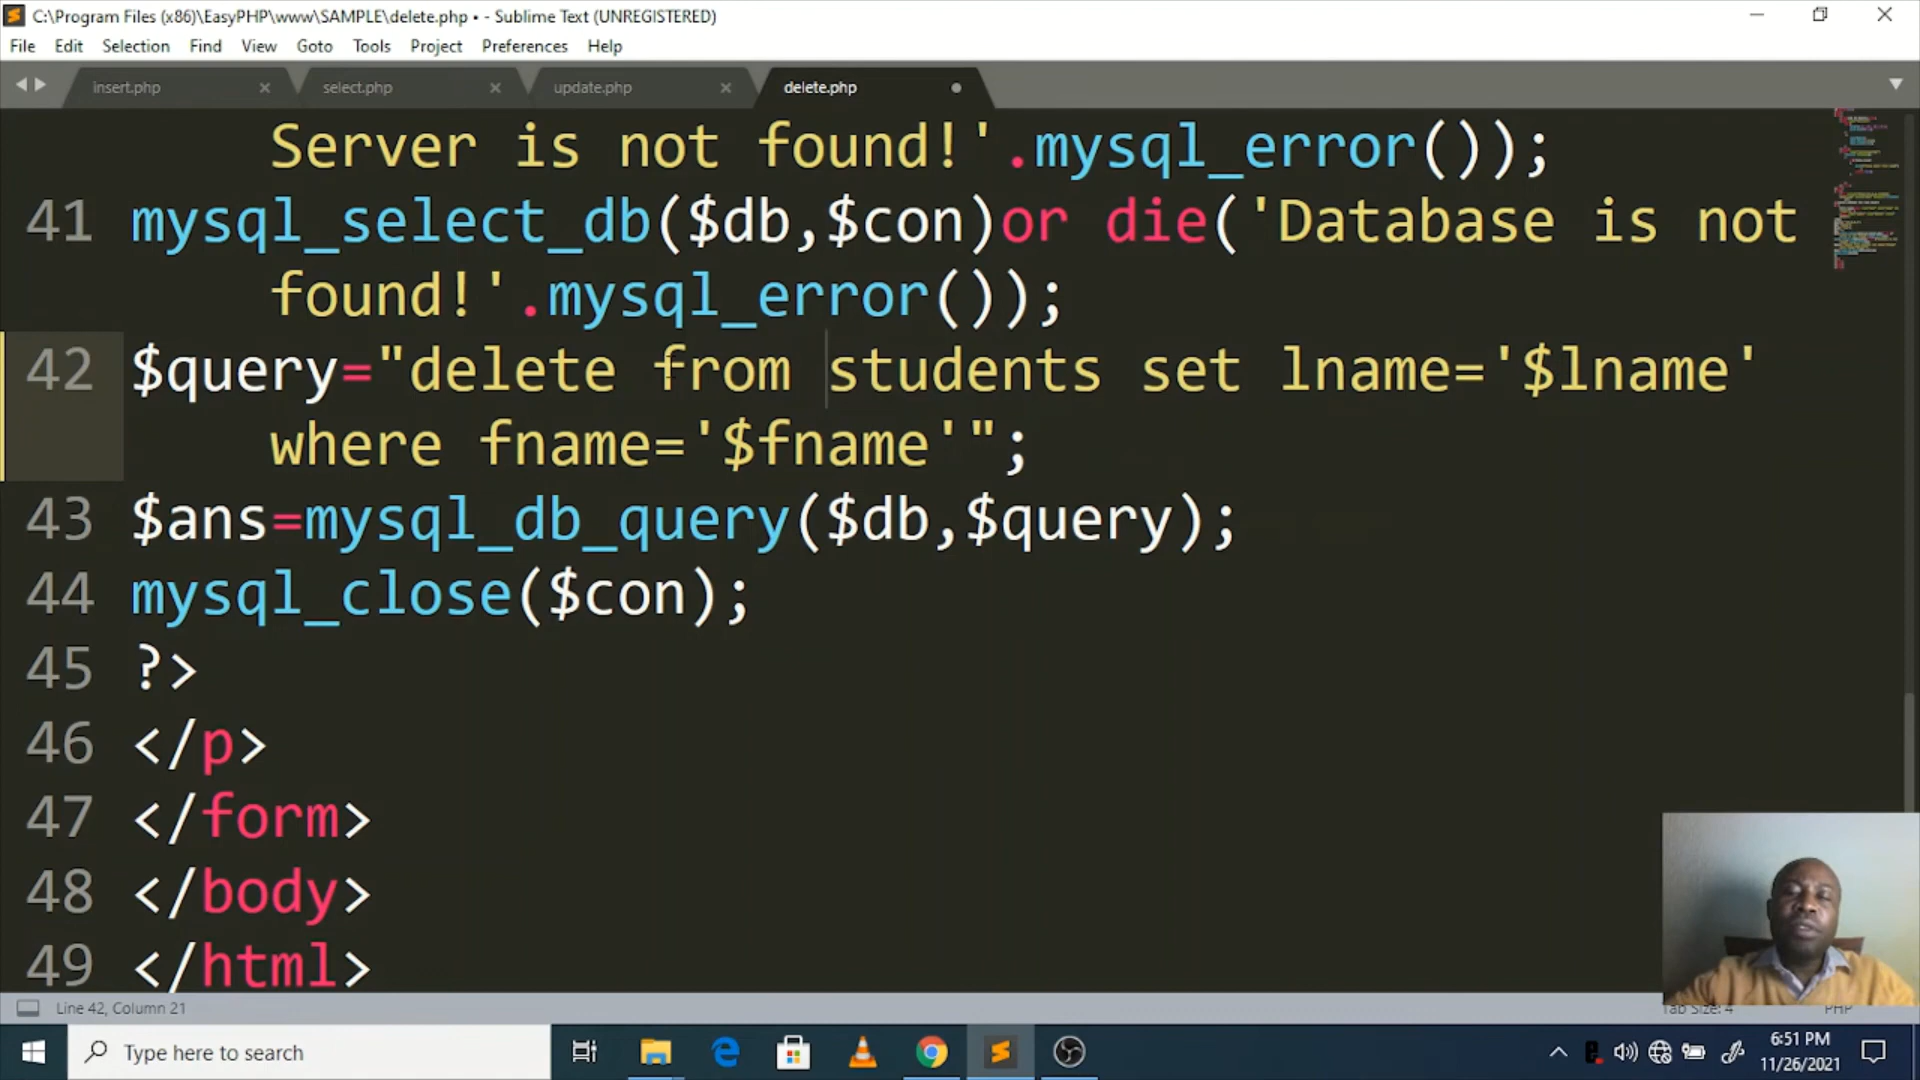 C:\Program Files (x86)\EasyPHP\www\SAMPLE\delete.php • - Sublime Text (UNREGISTERED)
File Edit Selection Find View Goto Tools Project Preferences Help
insert.php × select.php × update.php × delete.php
Server is not found!'.mysql_error());
41 mysql_select_db($db,$con)or die('Database is not
found!'.mysql_error());
42 $query="delete from students set lname='$lname'
where fname='$fname'";
43 $ans=mysql_db_query($db,$query);
44 mysql_close($con);
45 ?>
46 </p>
47 </form>
48 </body>
49 </html>
Line 42, Column 21
Tab Size: 4 PHP
Type here to search
6:51 PM
11/26/2021